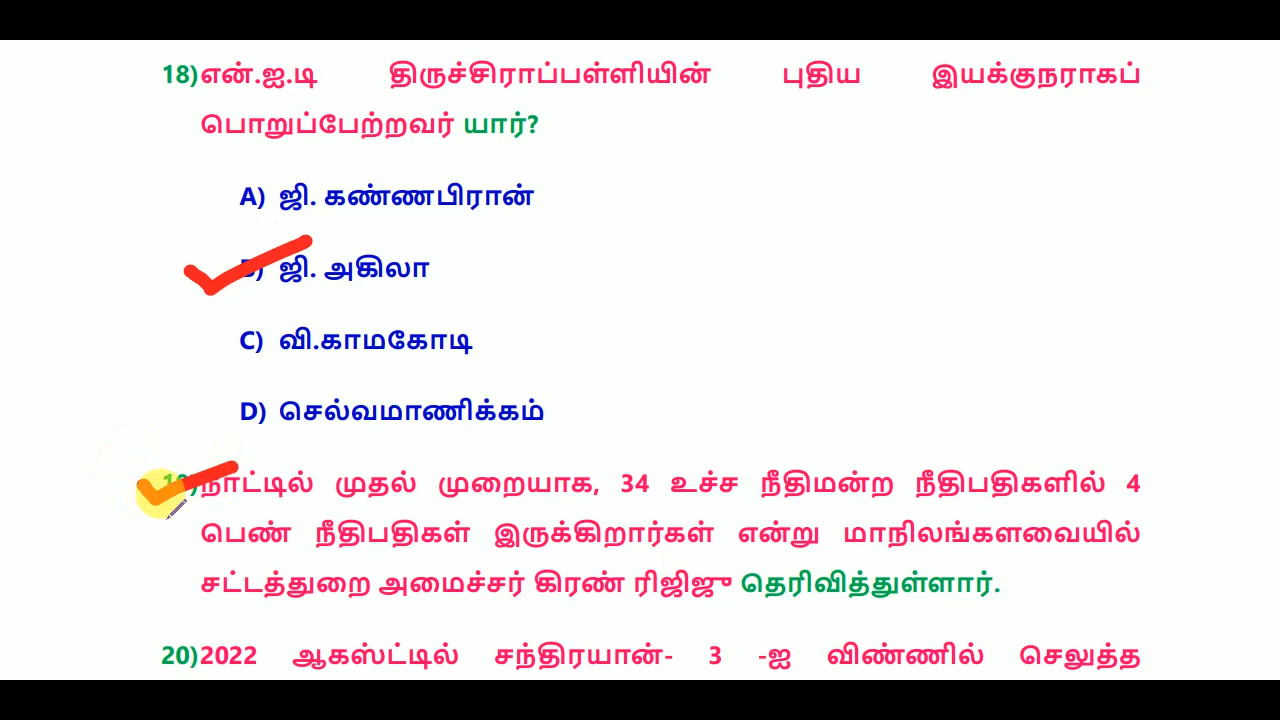 18)என்.ஐ.டி திருச்சிராப்பள்ளியின் புதிய இயக்குநராகப்
பொறுப்பேற்றவர் யார்?
A) ஜி. கண்ணபிரான்
B) ஜி. அகிலா
C) வி.காமகோடி
D) செல்வமாணிக்கம்
19)நாட்டில் முதல் முறையாக, 34 உச்ச நீதிமன்ற நீதிபதிகளில் 4
பெண் நீதிபதிகள் இருக்கிறார்கள் என்று மாநிலங்களவையில்
சட்டத்துறை அமைச்சர் கிரண் ரிஜிஜு தெரிவித்துள்ளார்.
20)2022 ஆகஸ்ட்டில் சந்திரயான்- 3 -ஐ விண்ணில் செலுத்த